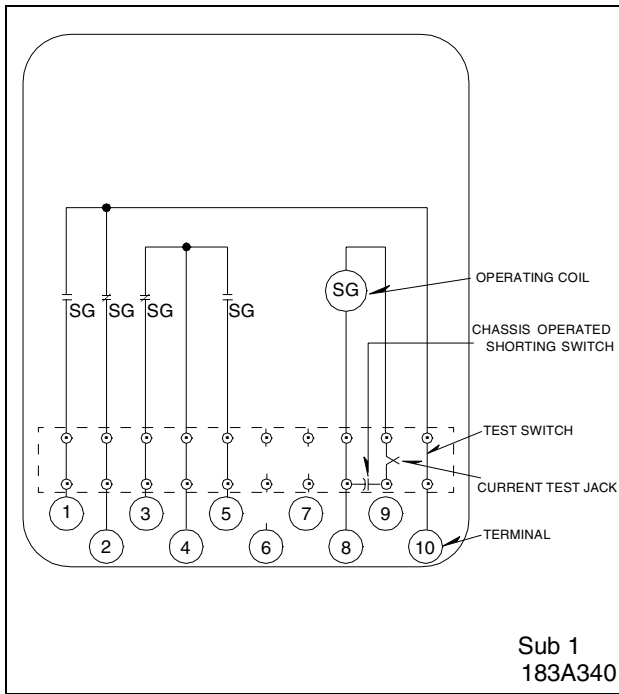 SG
SG
SG
SG
SG
OPERATING COIL
CHASSIS OPERATED
SHORTING SWITCH
TEST SWITCH
CURRENT TEST JACK
TERMINAL
1
2
3
4
5
6
7
8
9
10
Sub 1
183A340